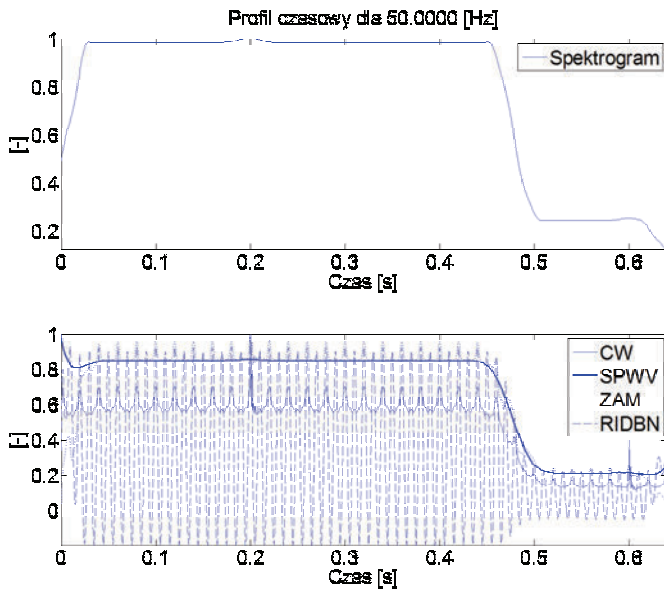 Profil czasowy dla 50.0000 [Hz]
1
0.8
0.6
0.4
0.2
[-]
Spektrogram
0 0.1 0.2 0.3 0.4 0.5 0.6
Czas [s]
1
0.8
0.6
0.4
0.2
0
[-]
CW
SPWV
ZAM
RIDBN
0 0.1 0.2 0.3 0.4 0.5 0.6
Czas [s]